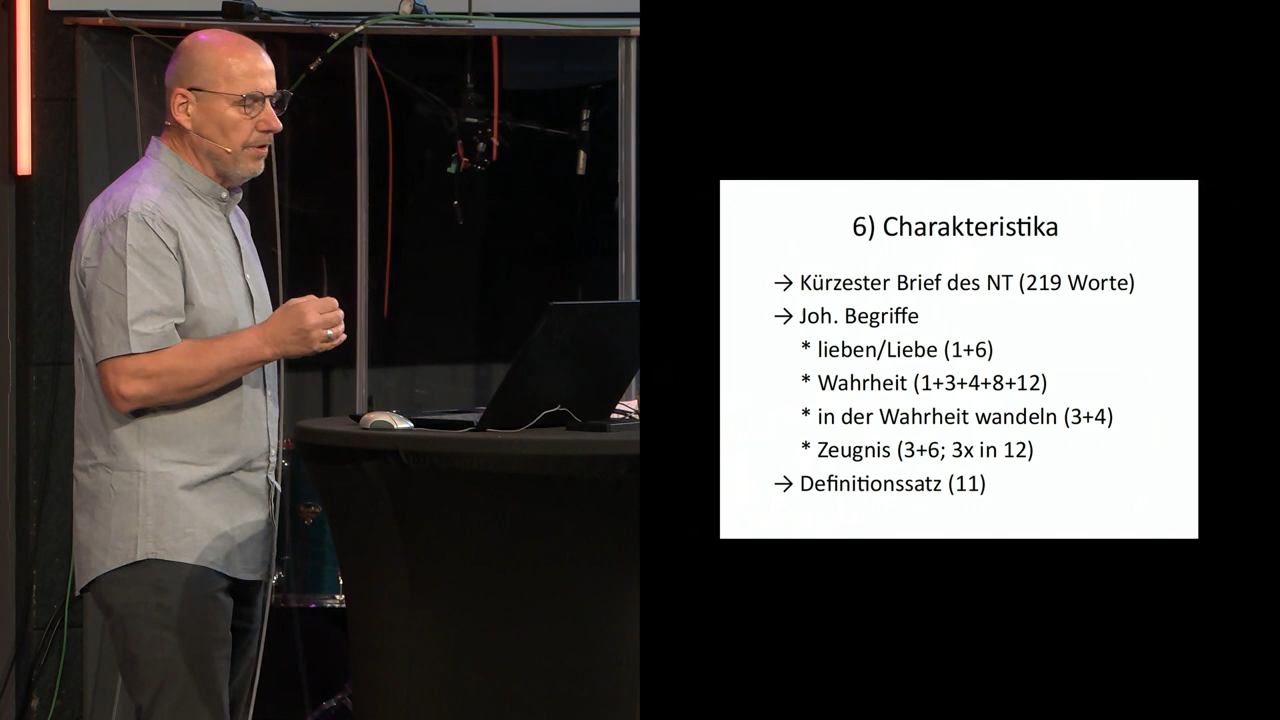 6) Charakteristika
→ Kürzester Brief des NT (219 Worte)
→ Joh. Begriffe
* lieben/Liebe (1+6)
* Wahrheit (1+3+4+8+12)
* in der Wahrheit wandeln (3+4)
* Zeugnis (3+6; 3x in 12)
→ Definitionssatz (11)